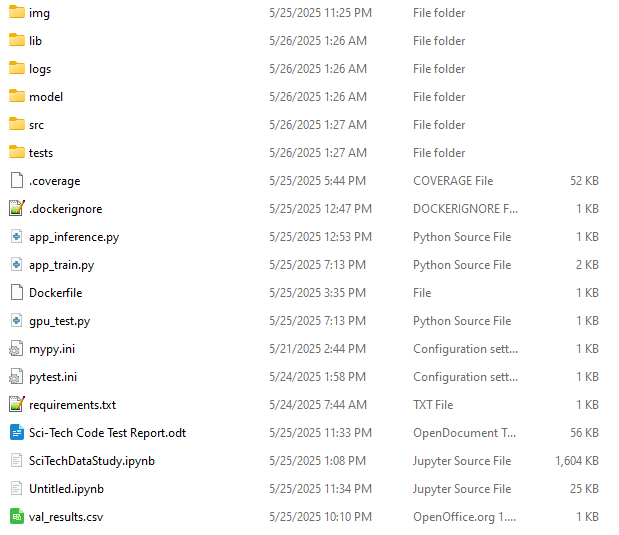 img 5/25/2025 11:25 PM File folder
lib 5/26/2025 1:26 AM File folder
logs 5/26/2025 1:26 AM File folder
model 5/26/2025 1:26 AM File folder
src 5/26/2025 1:27 AM File folder
tests 5/26/2025 1:27 AM File folder
.coverage 5/25/2025 5:44 PM COVERAGE File 52 KB
.dockerignore 5/25/2025 12:47 PM DOCKERIGNORE F... 1 KB
app_inference.py 5/25/2025 12:53 PM Python Source File 1 KB
app_train.py 5/25/2025 7:13 PM Python Source File 2 KB
Dockerfile 5/25/2025 3:35 PM File 1 KB
gpu_test.py 5/25/2025 7:13 PM Python Source File 1 KB
mypy.ini 5/21/2025 2:44 PM Configuration sett... 1 KB
pytest.ini 5/24/2025 1:58 PM Configuration sett... 1 KB
requirements.txt 5/24/2025 7:44 AM TXT File 1 KB
Sci-Tech Code Test Report.odt 5/25/2025 11:33 PM OpenDocument T... 56 KB
SciTechDataStudy.ipynb 5/25/2025 1:08 PM Jupyter Source File 1,604 KB
Untitled.ipynb 5/25/2025 11:34 PM Jupyter Source File 25 KB
val_results.csv 5/25/2025 10:10 PM OpenOffice.org 1.... 1 KB